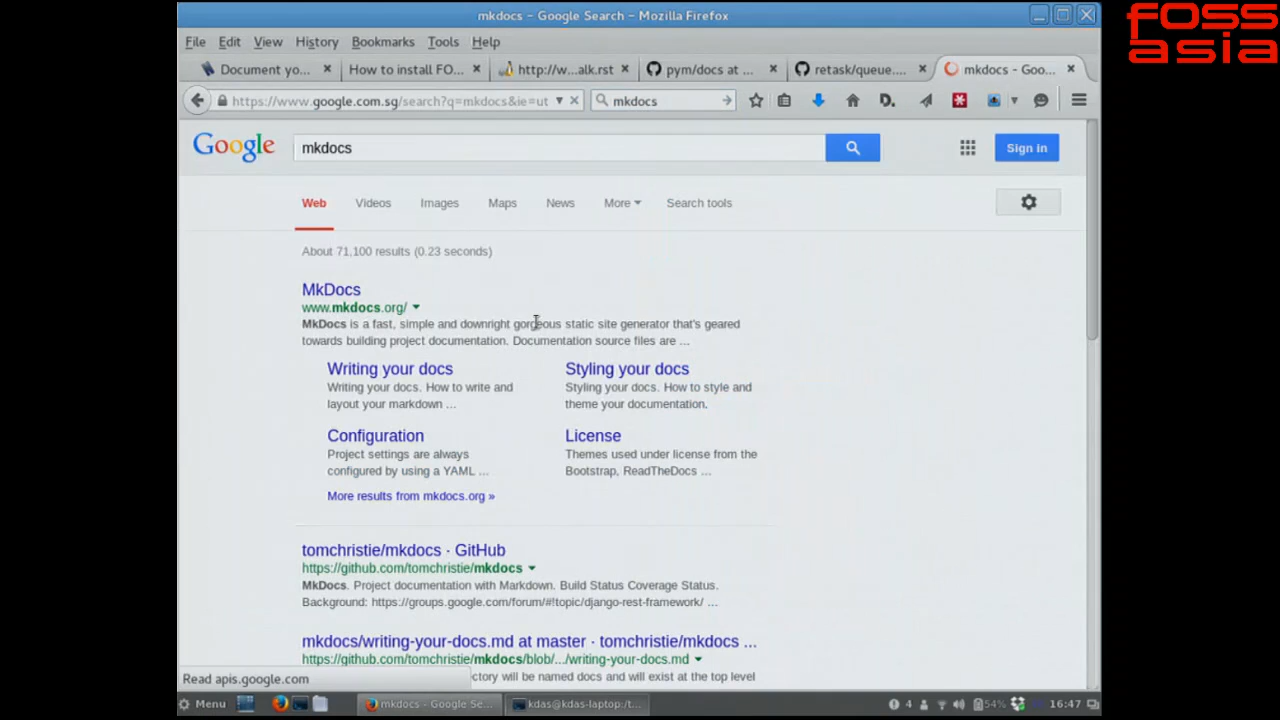 mkdocs - Google Search - Mozilla Firefox
FOSS
asia
File Edit View History Bookmarks Tools Help
Document yo... How to install FO... http://w...alk.rst pym/docs at ... retask/queue.... mkdocs - Goo...
https://www.google.com.sg/search?q=mkdocs&ie=ut mkdocs
Google mkdocs Sign in
Web Videos Images Maps News More Search tools
About 71,100 results (0.23 seconds)
MkDocs
www.mkdocs.org/
MkDocs is a fast, simple and downright gorgeous static site generator that's geared
towards building project documentation. Documentation source files are ...
Writing your docs
Writing your docs. How to write and
layout your markdown ...
Styling your docs
Styling your docs. How to style and
theme your documentation.
Configuration
Project settings are always
configured by using a YAML ...
License
Themes used under license from the
Bootstrap, ReadTheDocs ...
More results from mkdocs.org »
tomchristie/mkdocs · GitHub
https://github.com/tomchristie/mkdocs
MkDocs. Project documentation with Markdown. Build Status Coverage Status.
Background: https://groups.google.com/forum/#!topic/django-rest-framework/ ...
mkdocs/writing-your-docs.md at master · tomchristie/mkdocs ...
https://github.com/tomchristie/mkdocs/blob/.../writing-your-docs.md
ctory will be named docs and will exist at the top level
Read apis.google.com
Menu mkdocs - Google Se... kdas@kdas-laptop:/t... 4 54% 16:47